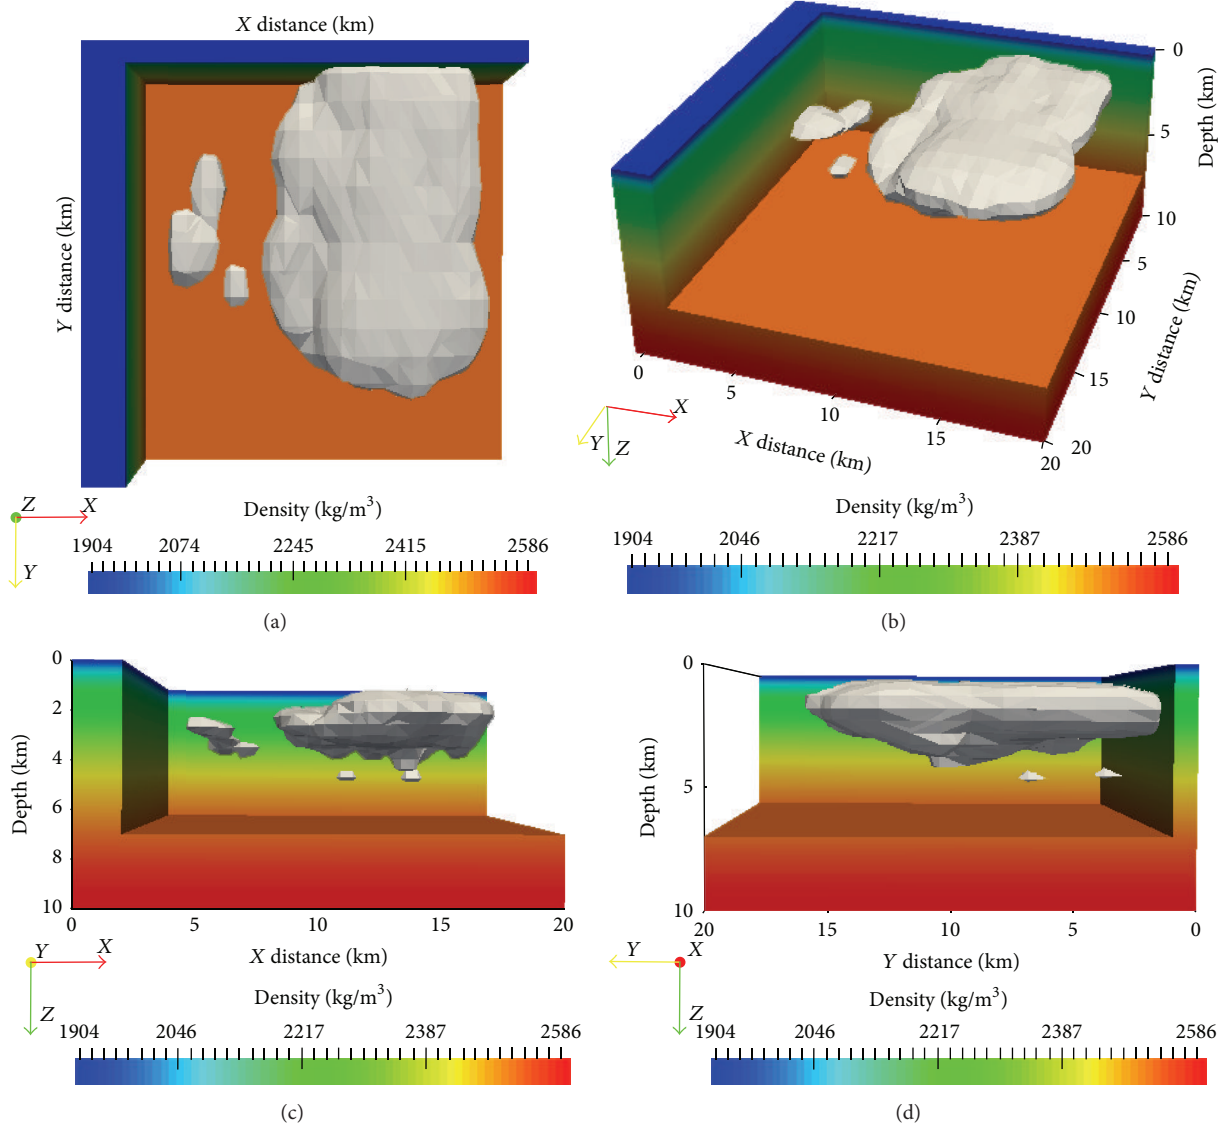 X distance (km)
Y distance (km)
Z
X
Y
Density (kg/m³)
1904 2074 2245 2415 2586
(a)
0
5
10
Depth (km)
5
10
15
20
Y distance (km)
0 5 10 15 20
X distance (km)
X
Y
Z
Density (kg/m³)
1904 2046 2217 2387 2586
(b)
0
2
4
6
8
10
Depth (km)
0 5 10 15 20
X distance (km)
Y
X
Z
Density (kg/m³)
1904 2046 2217 2387 2586
(c)
0
5
10
Depth (km)
20 15 10 5 0
Y distance (km)
Y
X
Z
Density (kg/m³)
1904 2046 2217 2387 2586
(d)